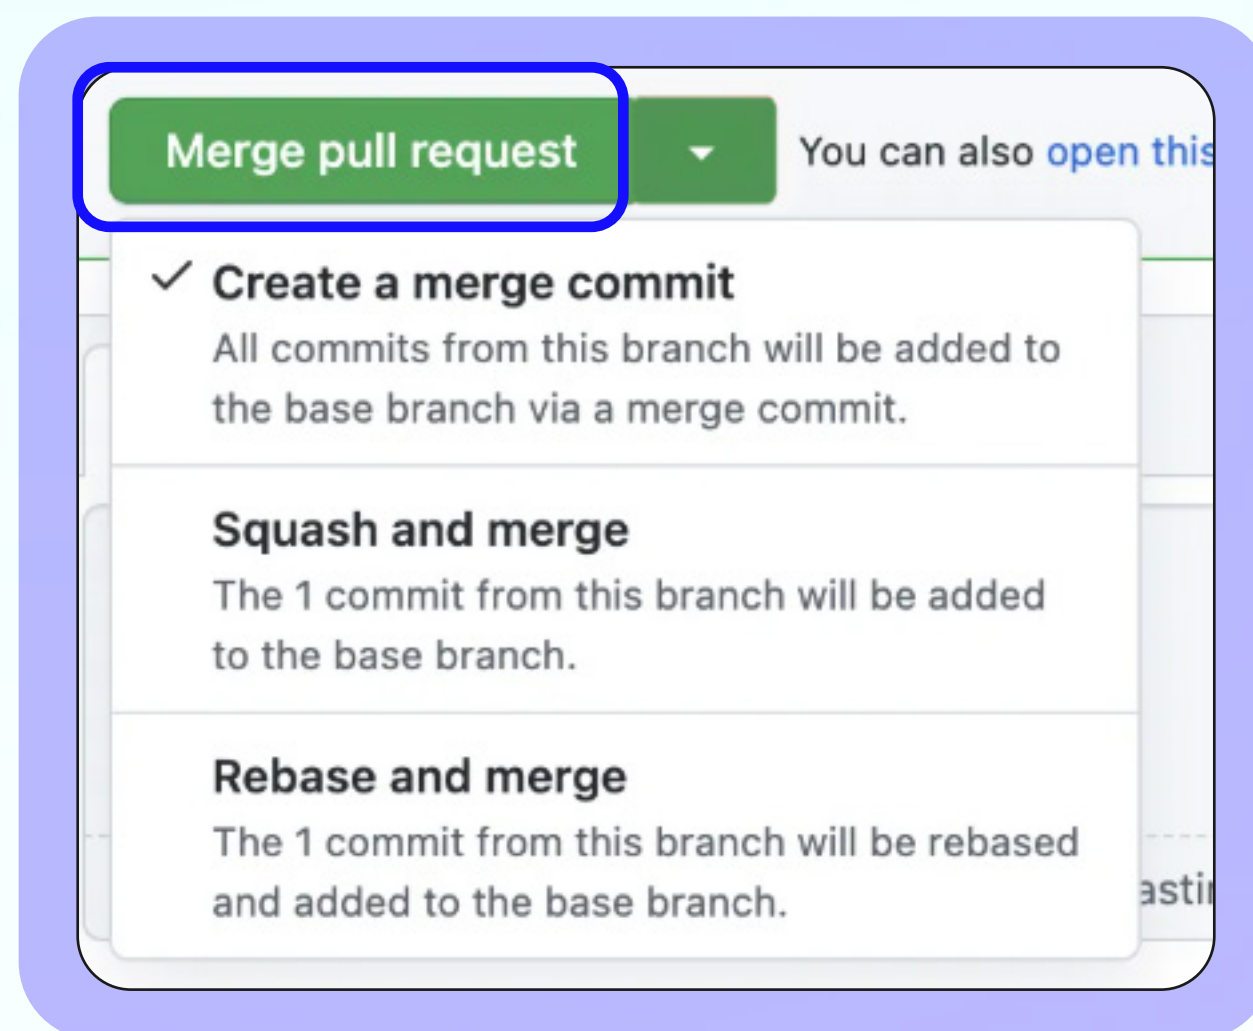 Merge pull request
You can also open this
Create a merge commit
All commits from this branch will be added to
the base branch via a merge commit.
Squash and merge
The 1 commit from this branch will be added
to the base branch.
Rebase and merge
The 1 commit from this branch will be rebased
and added to the base branch.